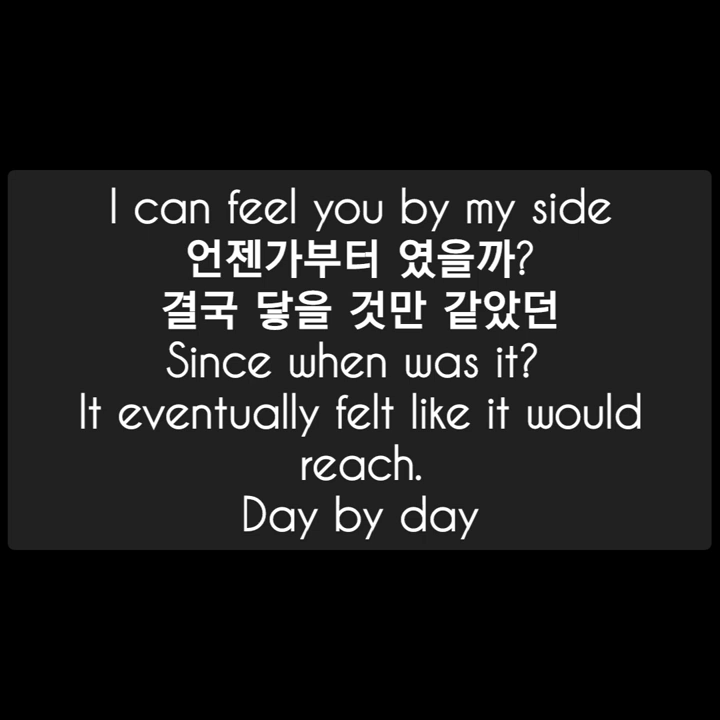 I can feel you by my side
언젠가부터 였을까?
결국 닿을 것만 같았던
Since when was it?
It eventually felt like it would
reach.
Day by day